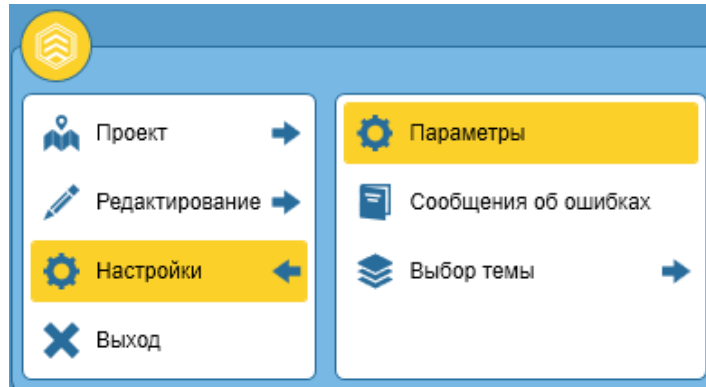 Проект
Редактирование
Настройки
Выход
Параметры
Сообщения об ошибках
Выбор темы